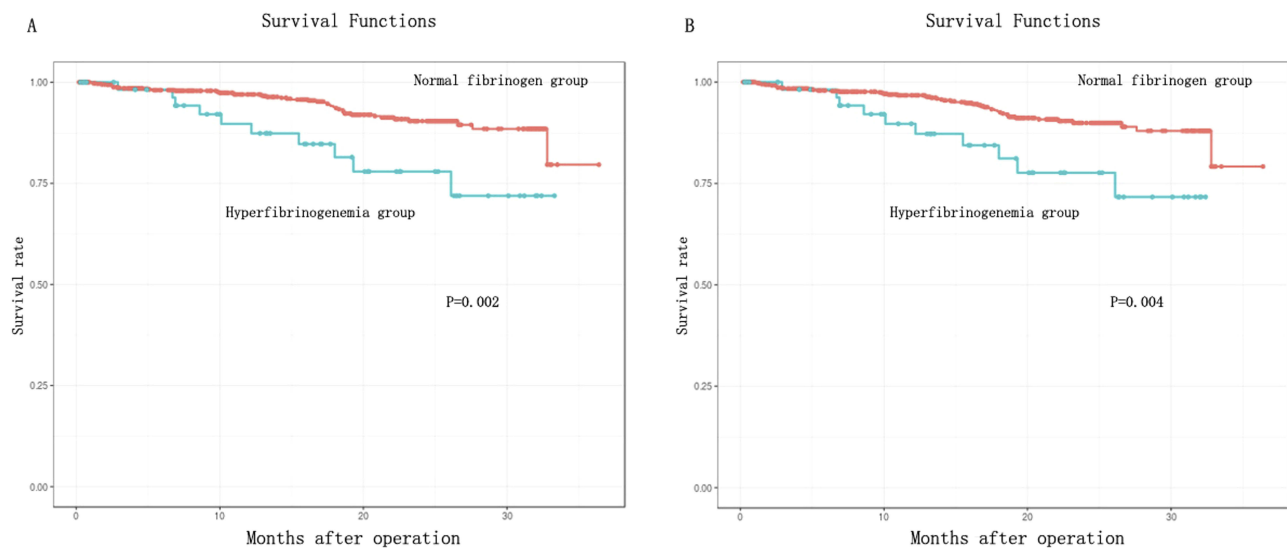 A
Survival Functions
1.00
Normal fibrinogen group
0.75
Hyperfibrinogenemia group
Survival rate
0.50
P=0.002
0.25
0.00
0
10
20
30
Months after operation
B
Survival Functions
1.00
Normal fibrinogen group
0.75
Hyperfibrinogenemia group
Survival rate
0.50
P=0.004
0.25
0.00
0
10
20
30
Months after operation